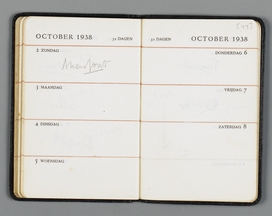 OCTOBER 1938 31 DAGEN
2 ZONDAG
3 MAANDAG
4 DINSDAG
5 WOENSDAG
31 DAGEN OCTOBER 1938
DONDERDAG 6
VRIJDAG 7
ZATERDAG 8